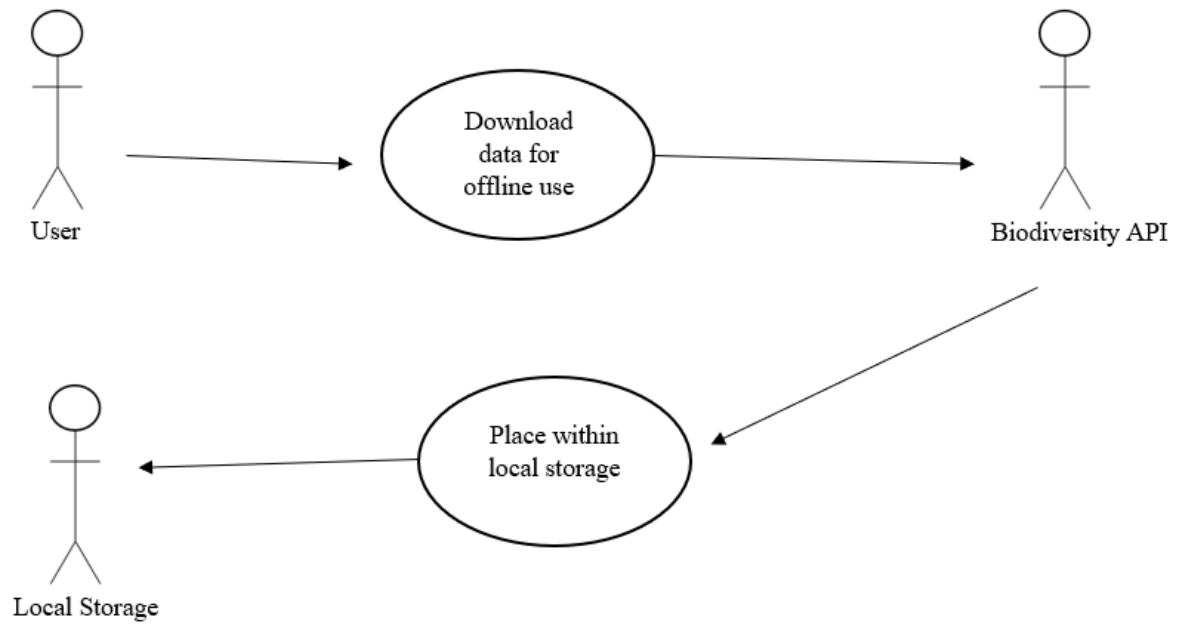 Download
data for
offline use
User
Biodiversity API
Place within
local storage
Local Storage